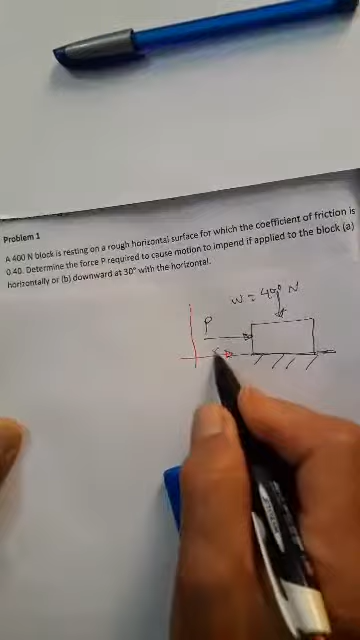 Problem 1
A 400 N block is resting on a rough horizontal surface for which the coefficient of friction is
0.40. Determine the force P required to cause motion to impend if applied to the block (a)
horizontally or (b) downward at 30° with the horizontal.
W = 400 N
P